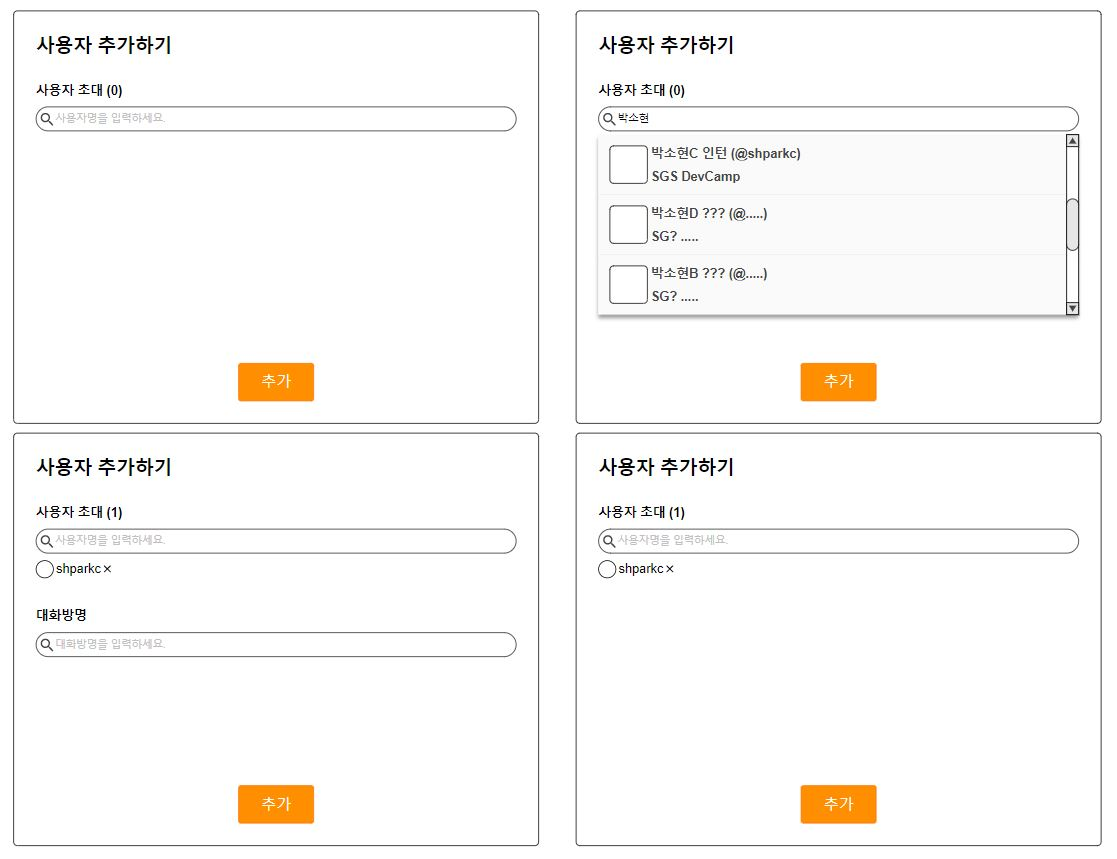 사용자 추가하기
사용자 초대 (0)
사용자명을 입력하세요.
추가
사용자 추가하기
사용자 초대 (0)
박소현
박소현C 인턴 (@shparkc)
SGS DevCamp
박소현D ??? (@.....)
SG? .....
박소현B ??? (@.....)
SG? .....
추가
사용자 추가하기
사용자 초대 (1)
사용자명을 입력하세요.
shparkc×
대화방명
대화방명을 입력하세요.
추가
사용자 추가하기
사용자 초대 (1)
사용자명을 입력하세요.
shparkc×
추가